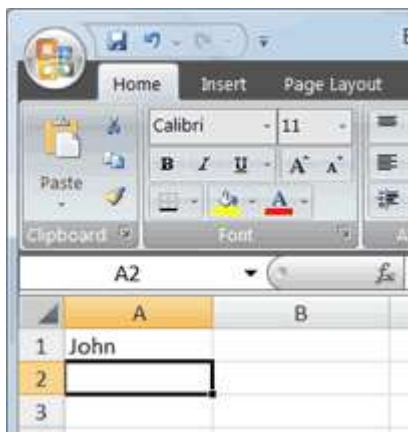 E
Home Insert Page Layout
Calibri 11
B I U A A
Paste
A
Clipboard Font A
A2 fx
A B
1 John
2
3